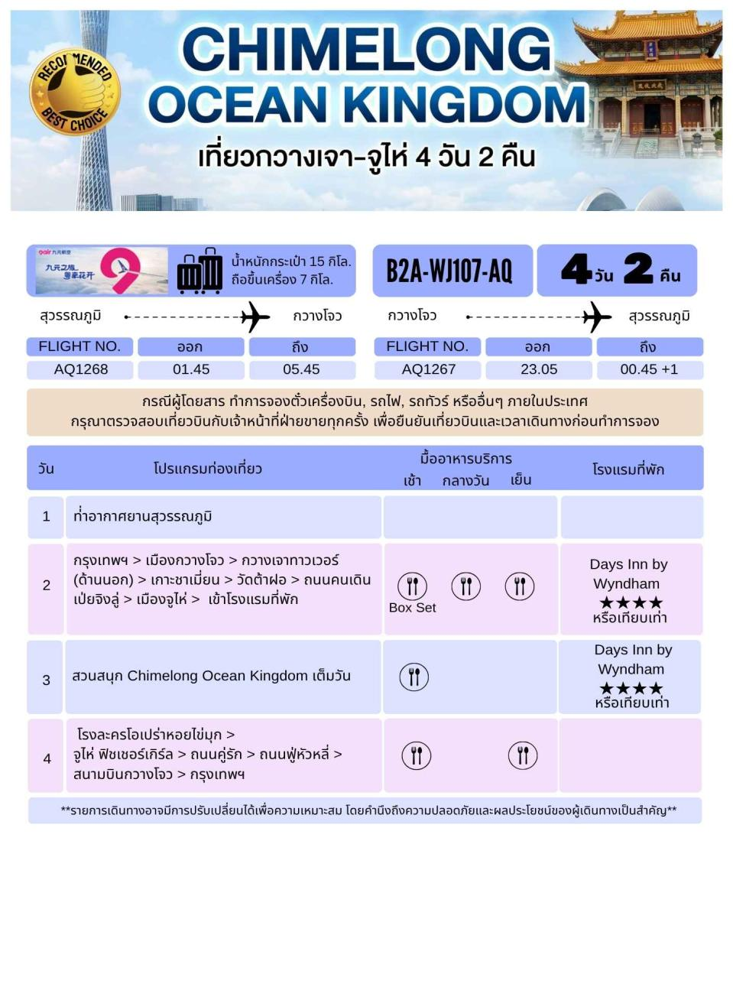 CHIMELONG
OCEAN KINGDOM
เที่ยวกวางเจา-จูไห่ 4 วัน 2 คืน
RECOMMENDED
BEST CHOICE
9air 九元航空
九元之旅
粤来花开
น้ำหนักกระเป๋า 15 กิโล.
ถือขึ้นเครื่อง 7 กิโล.
B2A-WJ107-AQ
4 วัน 2 คืน
สุวรรณภูมิ กวางโจว
กวางโจว สุวรรณภูมิ
FLIGHT NO. ออก ถึง
FLIGHT NO. ออก ถึง
AQ1268 01.45 05.45
AQ1267 23.05 00.45 +1
กรณีผู้โดยสาร ทำการจองตั๋วเครื่องบิน, รถไฟ, รถทัวร์ หรืออื่นๆ ภายในประเทศ
กรุณาตรวจสอบเที่ยวบินกับเจ้าหน้าที่ฝ่ายขายทุกครั้ง เพื่อยืนยันเที่ยวบินและเวลาเดินทางก่อนทำการจอง
วัน โปรแกรมท่องเที่ยว มื้ออาหารบริการ โรงแรมที่พัก
เช้า กลางวัน เย็น
1 ท่าอากาศยานสุวรรณภูมิ
2
กรุงเทพฯ > เมืองกวางโจว > กวางเจาทาวเวอร์
(ด้านนอก) > เกาะซาเมี่ยน > วัดต้าฝอ > ถนนคนเดิน
เป่ยจิงลู่ > เมืองจูไห่ > เข้าโรงแรมที่พัก
Box Set
Days Inn by
Wyndham
★★★★
หรือเทียบเท่า
3 สวนสนุก Chimelong Ocean Kingdom เต็มวัน
Days Inn by
Wyndham
★★★★
หรือเทียบเท่า
4
โรงละครโอเปร่าหอยไข่มุก >
จูไห่ ฟิชเชอร์เกิร์ล > ถนนคู่รัก > ถนนฟู่หัวหลี่ >
สนามบินกวางโจว > กรุงเทพฯ
**รายการเดินทางอาจมีการปรับเปลี่ยนได้เพื่อความเหมาะสม โดยคำนึงถึงความปลอดภัยและผลประโยชน์ของผู้เดินทางเป็นสำคัญ**